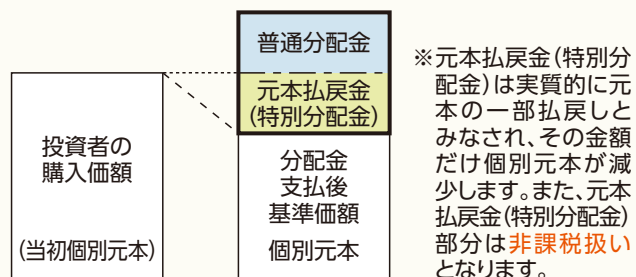 普通分配金
元本払戻金
(特別分配金)
投資者の
購入価額
(当初個別元本)
分配金
支払後
基準価額
個別元本
※元本払戻金(特別分
配金)は実質的に元
本の一部払戻しと
みなされ、その金額
だけ個別元本が減
少します。また、元本
払戻金(特別分配金)
部分は非課税扱い
となります。